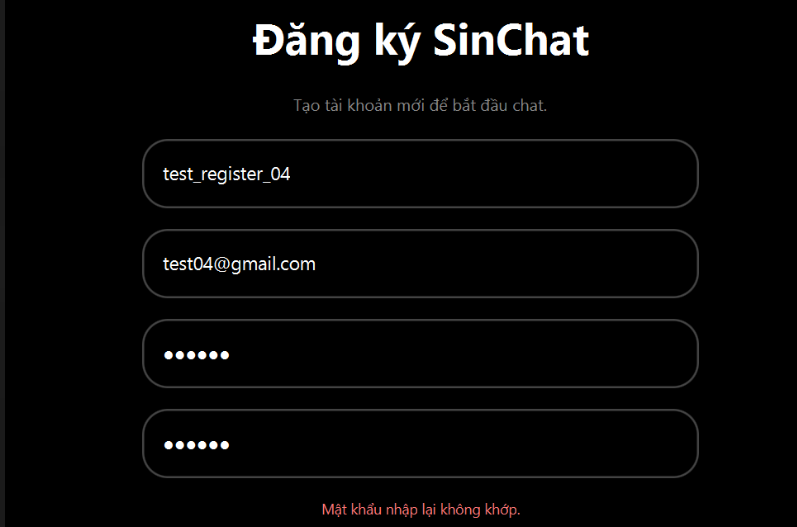 Đăng ký SinChat
Tạo tài khoản mới để bắt đầu chat.
test_register_04
test04@gmail.com
••••••
••••••
Mật khẩu nhập lại không khớp.